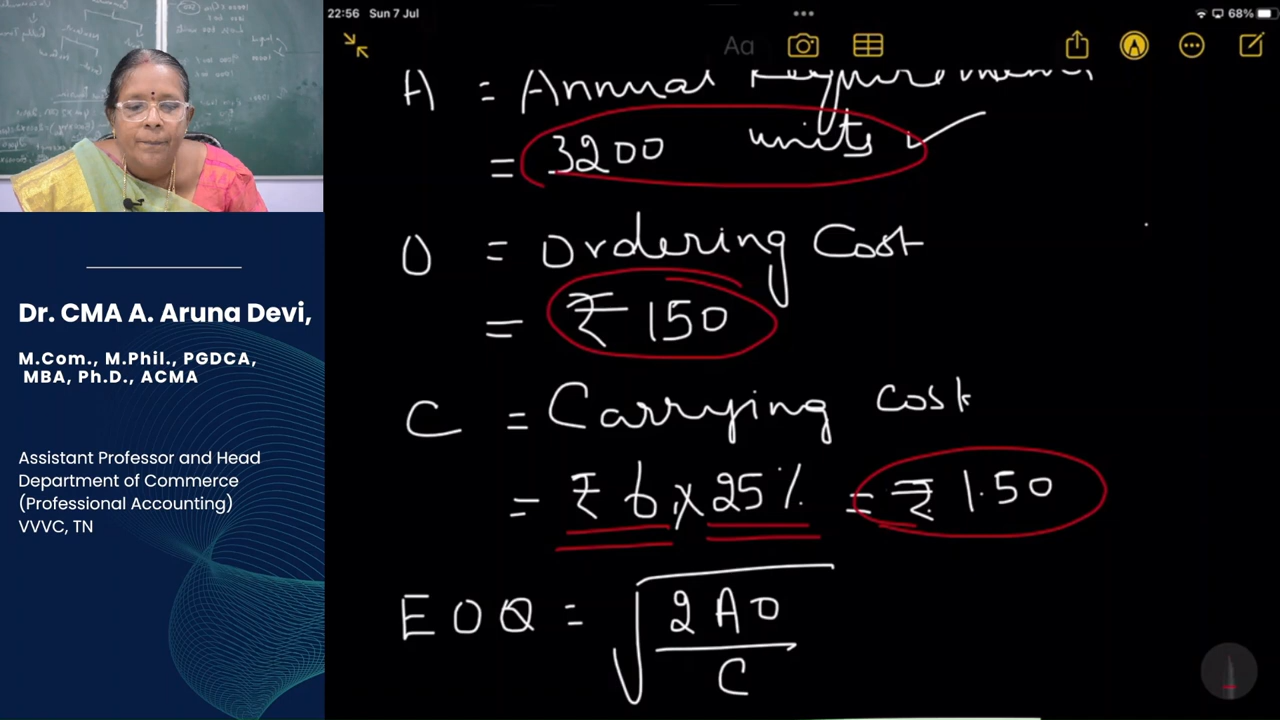 22:56 Sun 7 Jul
68%
Aa
A = Annual Requirement
= 3200 units ✓
O = Ordering Cost
= ₹ 150
C = Carrying cost
= ₹ 6 x 25% = ₹ 1.50
EOQ = √ 2AO
C
Dr. CMA A. Aruna Devi,
M.Com., M.Phil., PGDCA,
MBA, Ph.D., ACMA
Assistant Professor and Head
Department of Commerce
(Professional Accounting)
VVVC, TN